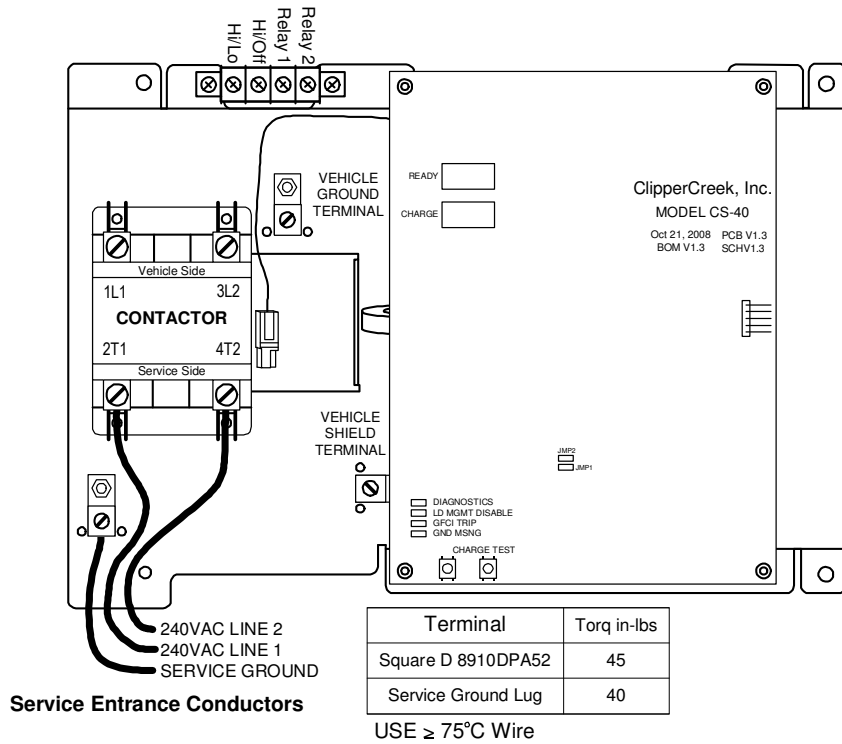 Hi/Lo
Hi/Off
Relay 1
Relay 2
VEHICLE
GROUND
TERMINAL
READY
CHARGE
ClipperCreek, Inc.
MODEL CS-40
Oct 21, 2008 PCB V1.3
BOM V1.3 SCHV1.3
Vehicle Side
1L1 3L2
CONTACTOR
2T1 4T2
Service Side
VEHICLE
SHIELD
TERMINAL
JMP2
JMP1
DIAGNOSTICS
LD MGMT DISABLE
GFCI TRIP
GND MSNG
CHARGE TEST
240VAC LINE 2
240VAC LINE 1
SERVICE GROUND
Service Entrance Conductors
Terminal Torq in-lbs
Square D 8910DPA52 45
Service Ground Lug 40
USE ≥ 75°C Wire